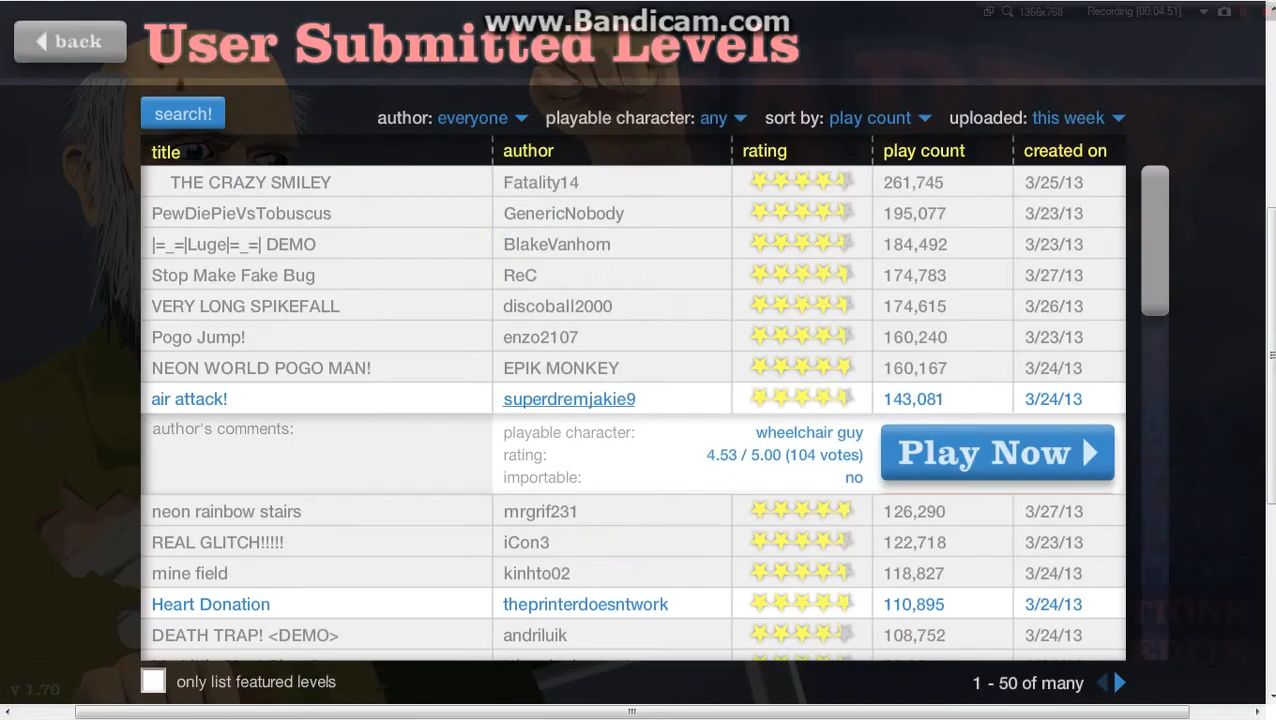 www.Bandicam.com
1366x768 Recording [00:04:51]
back
User Submitted Levels
search!
author: everyone playable character: any sort by: play count uploaded: this week
title author rating play count created on
THE CRAZY SMILEY Fatality14 261,745 3/25/13
PewDiePieVsTobuscus GenericNobody 195,077 3/23/13
|=_=|Luge|=_=| DEMO BlakeVanhorn 184,492 3/23/13
Stop Make Fake Bug ReC 174,783 3/27/13
VERY LONG SPIKEFALL discoball2000 174,615 3/26/13
Pogo Jump! enzo2107 160,240 3/23/13
NEON WORLD POGO MAN! EPIK MONKEY 160,167 3/24/13
air attack! superdremjakie9 143,081 3/24/13
author's comments: playable character: wheelchair guy
rating: 4.53 / 5.00 (104 votes)
importable: no
Play Now
neon rainbow stairs mrgrif231 126,290 3/27/13
REAL GLITCH!!!!! iCon3 122,718 3/23/13
mine field kinhto02 118,827 3/24/13
Heart Donation theprinterdoesntwork 110,895 3/24/13
DEATH TRAP! <DEMO> andriluik 108,752 3/24/13
only list featured levels
1 - 50 of many
v 1.70